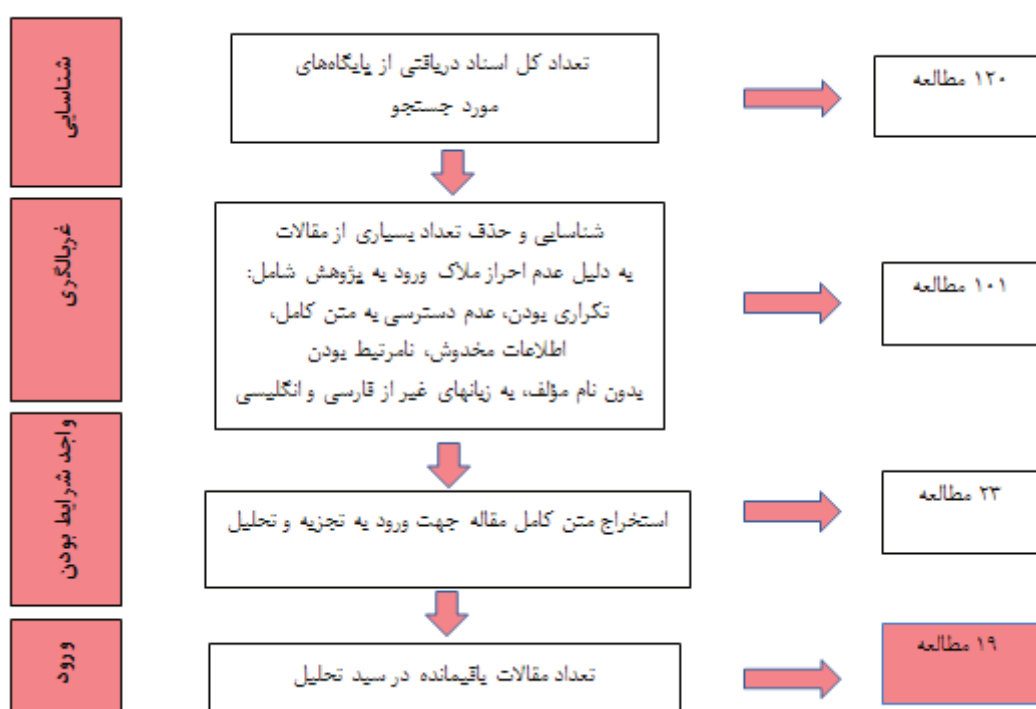 شناسایی
تعداد کل اسناد دریافتی از پایگاه‌های
مورد جستجو
۱۲۰ مطالعه
غربالگری
شناسایی و حذف تعداد بسیاری از مقالات
به دلیل عدم احراز ملاک ورود به پژوهش شامل:
تکراری بودن، عدم دسترسی به متن کامل،
اطلاعات مخدوش، نامرتبط بودن
بدون نام مؤلف، به زبانهای غیر از فارسی و انگلیسی
۱۰۱ مطالعه
واجد شرایط بودن
استخراج متن کامل مقاله جهت ورود به تجزیه و تحلیل
۲۳ مطالعه
ورود
تعداد مقالات باقیمانده در سبد تحلیل
۱۹ مطالعه